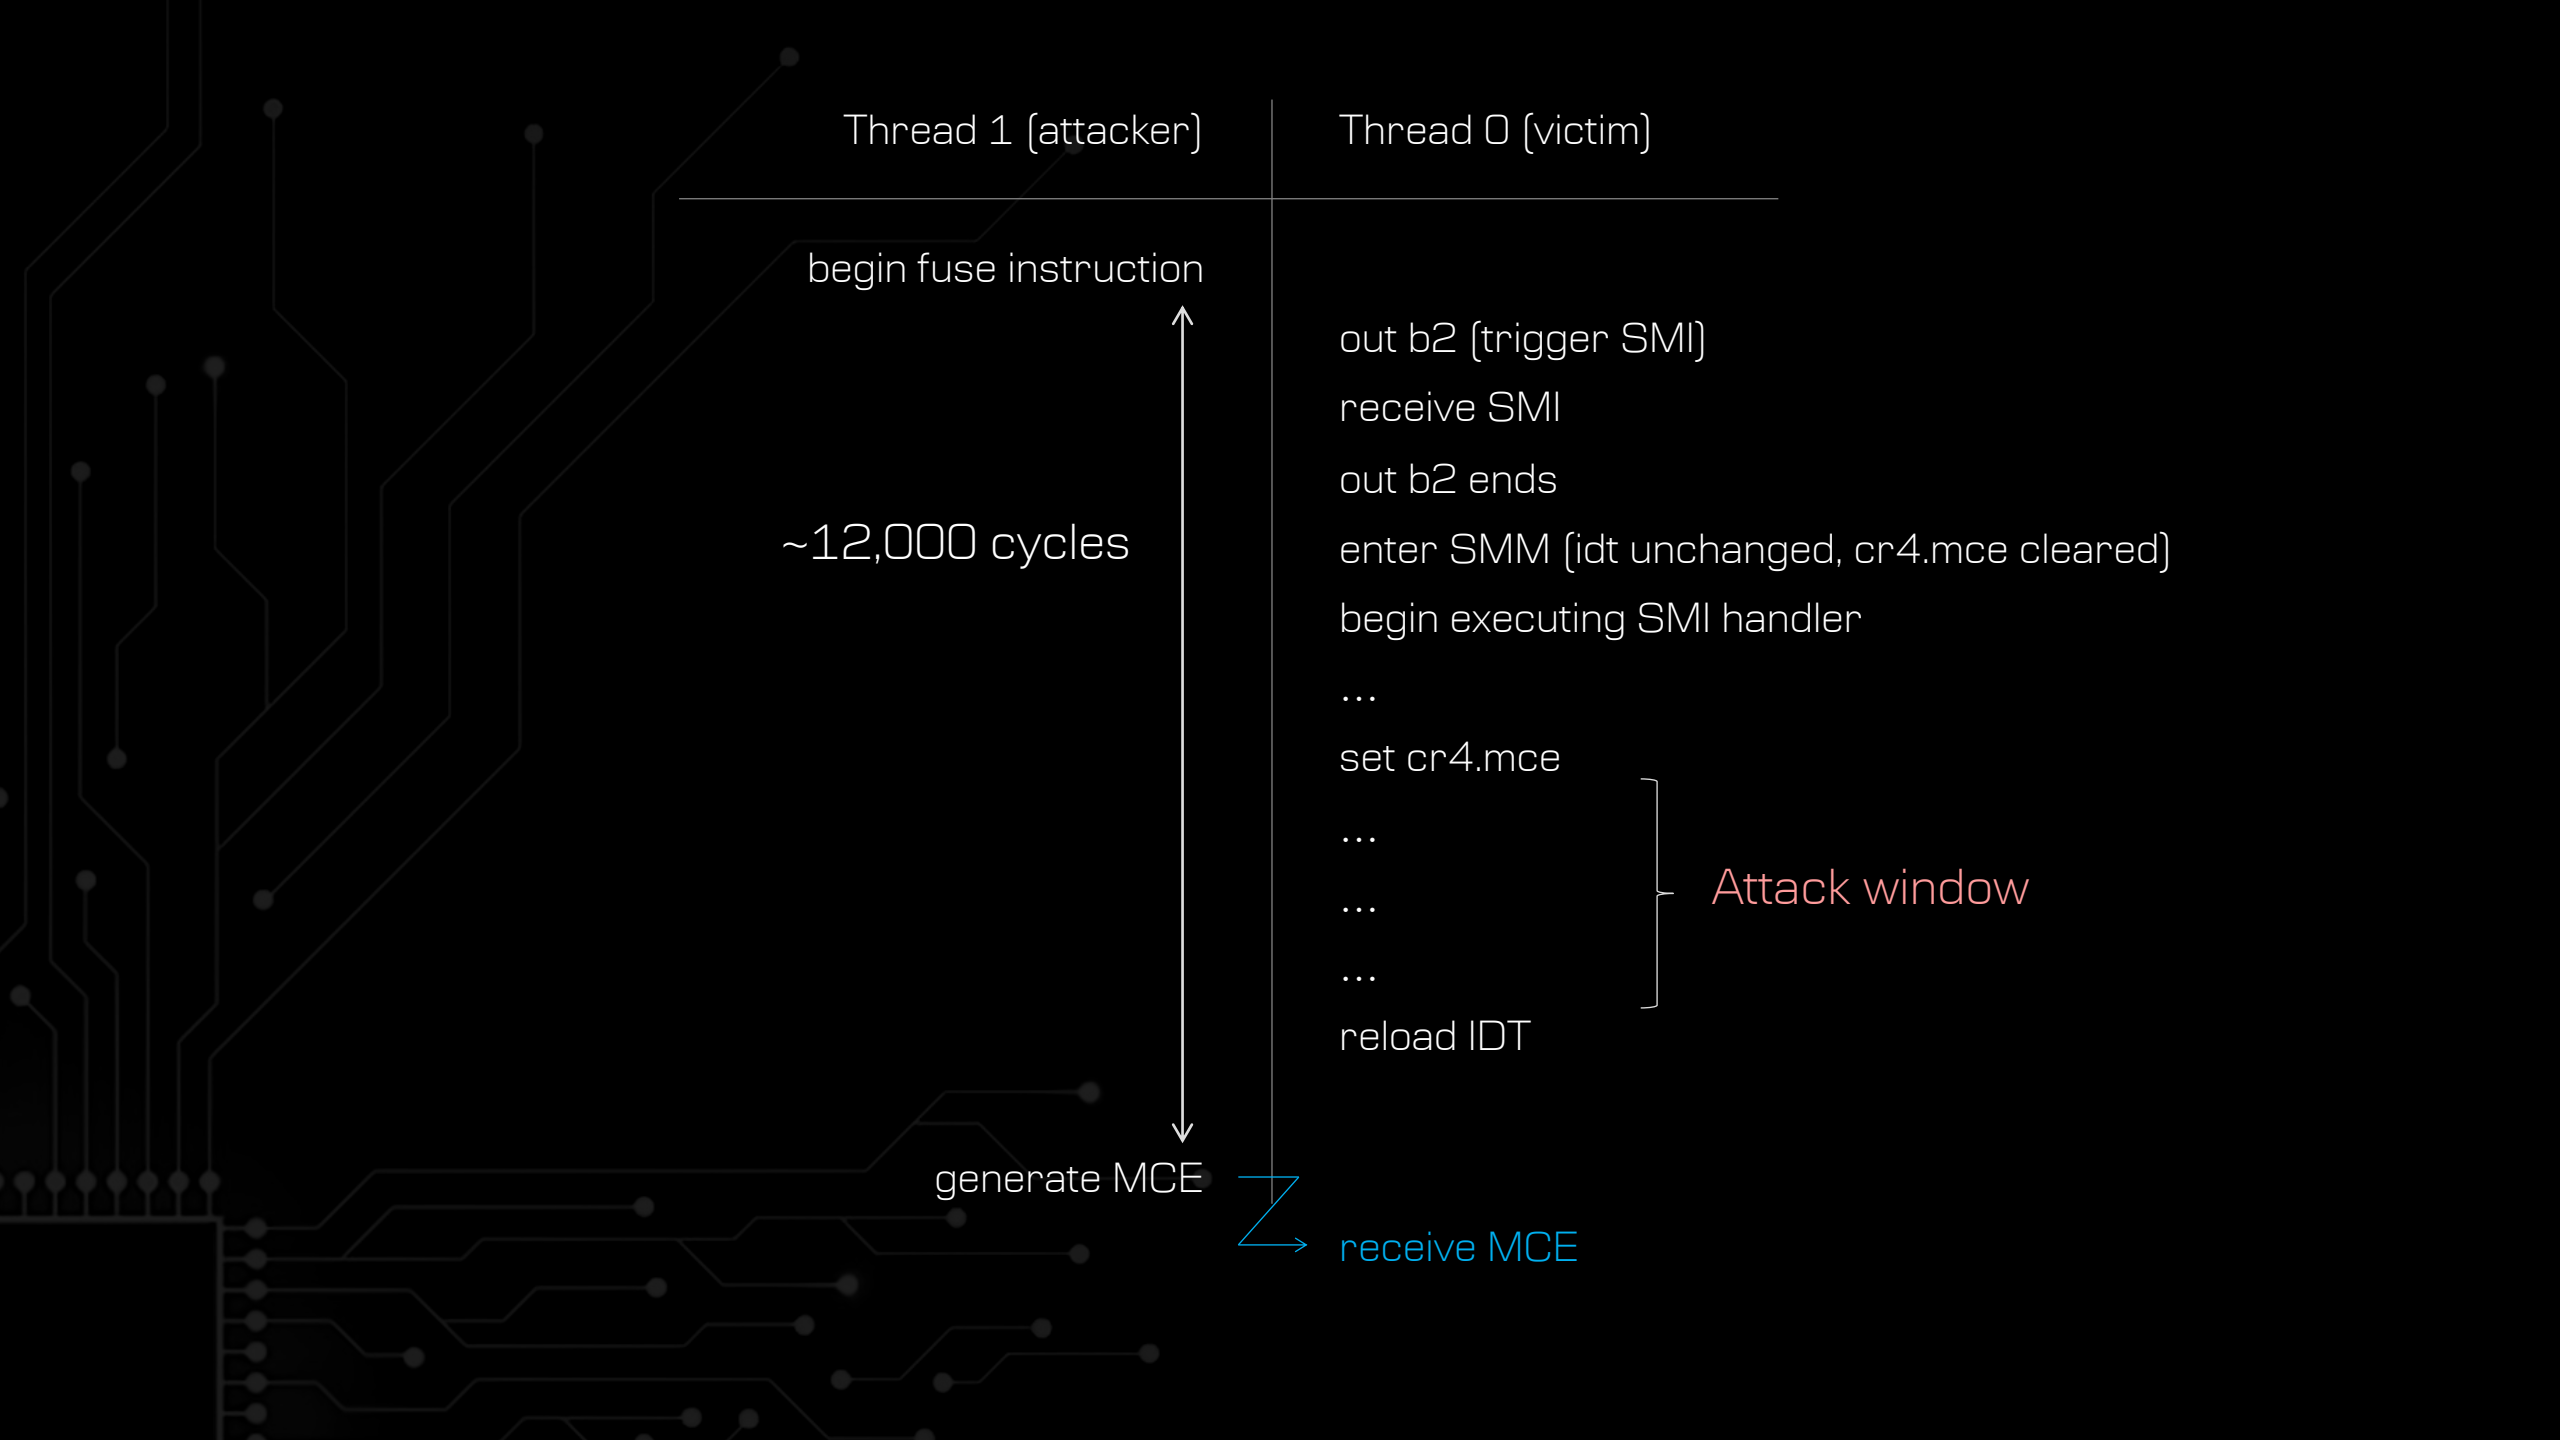 Thread 1 (attacker)
Thread 0 (victim)
begin fuse instruction
out b2 (trigger SMI)
receive SMI
out b2 ends
~12,000 cycles
enter SMM (idt unchanged, cr4.mce cleared)
begin executing SMI handler
...
set cr4.mce
...
Attack window
...
...
reload IDT
generate MCE
receive MCE